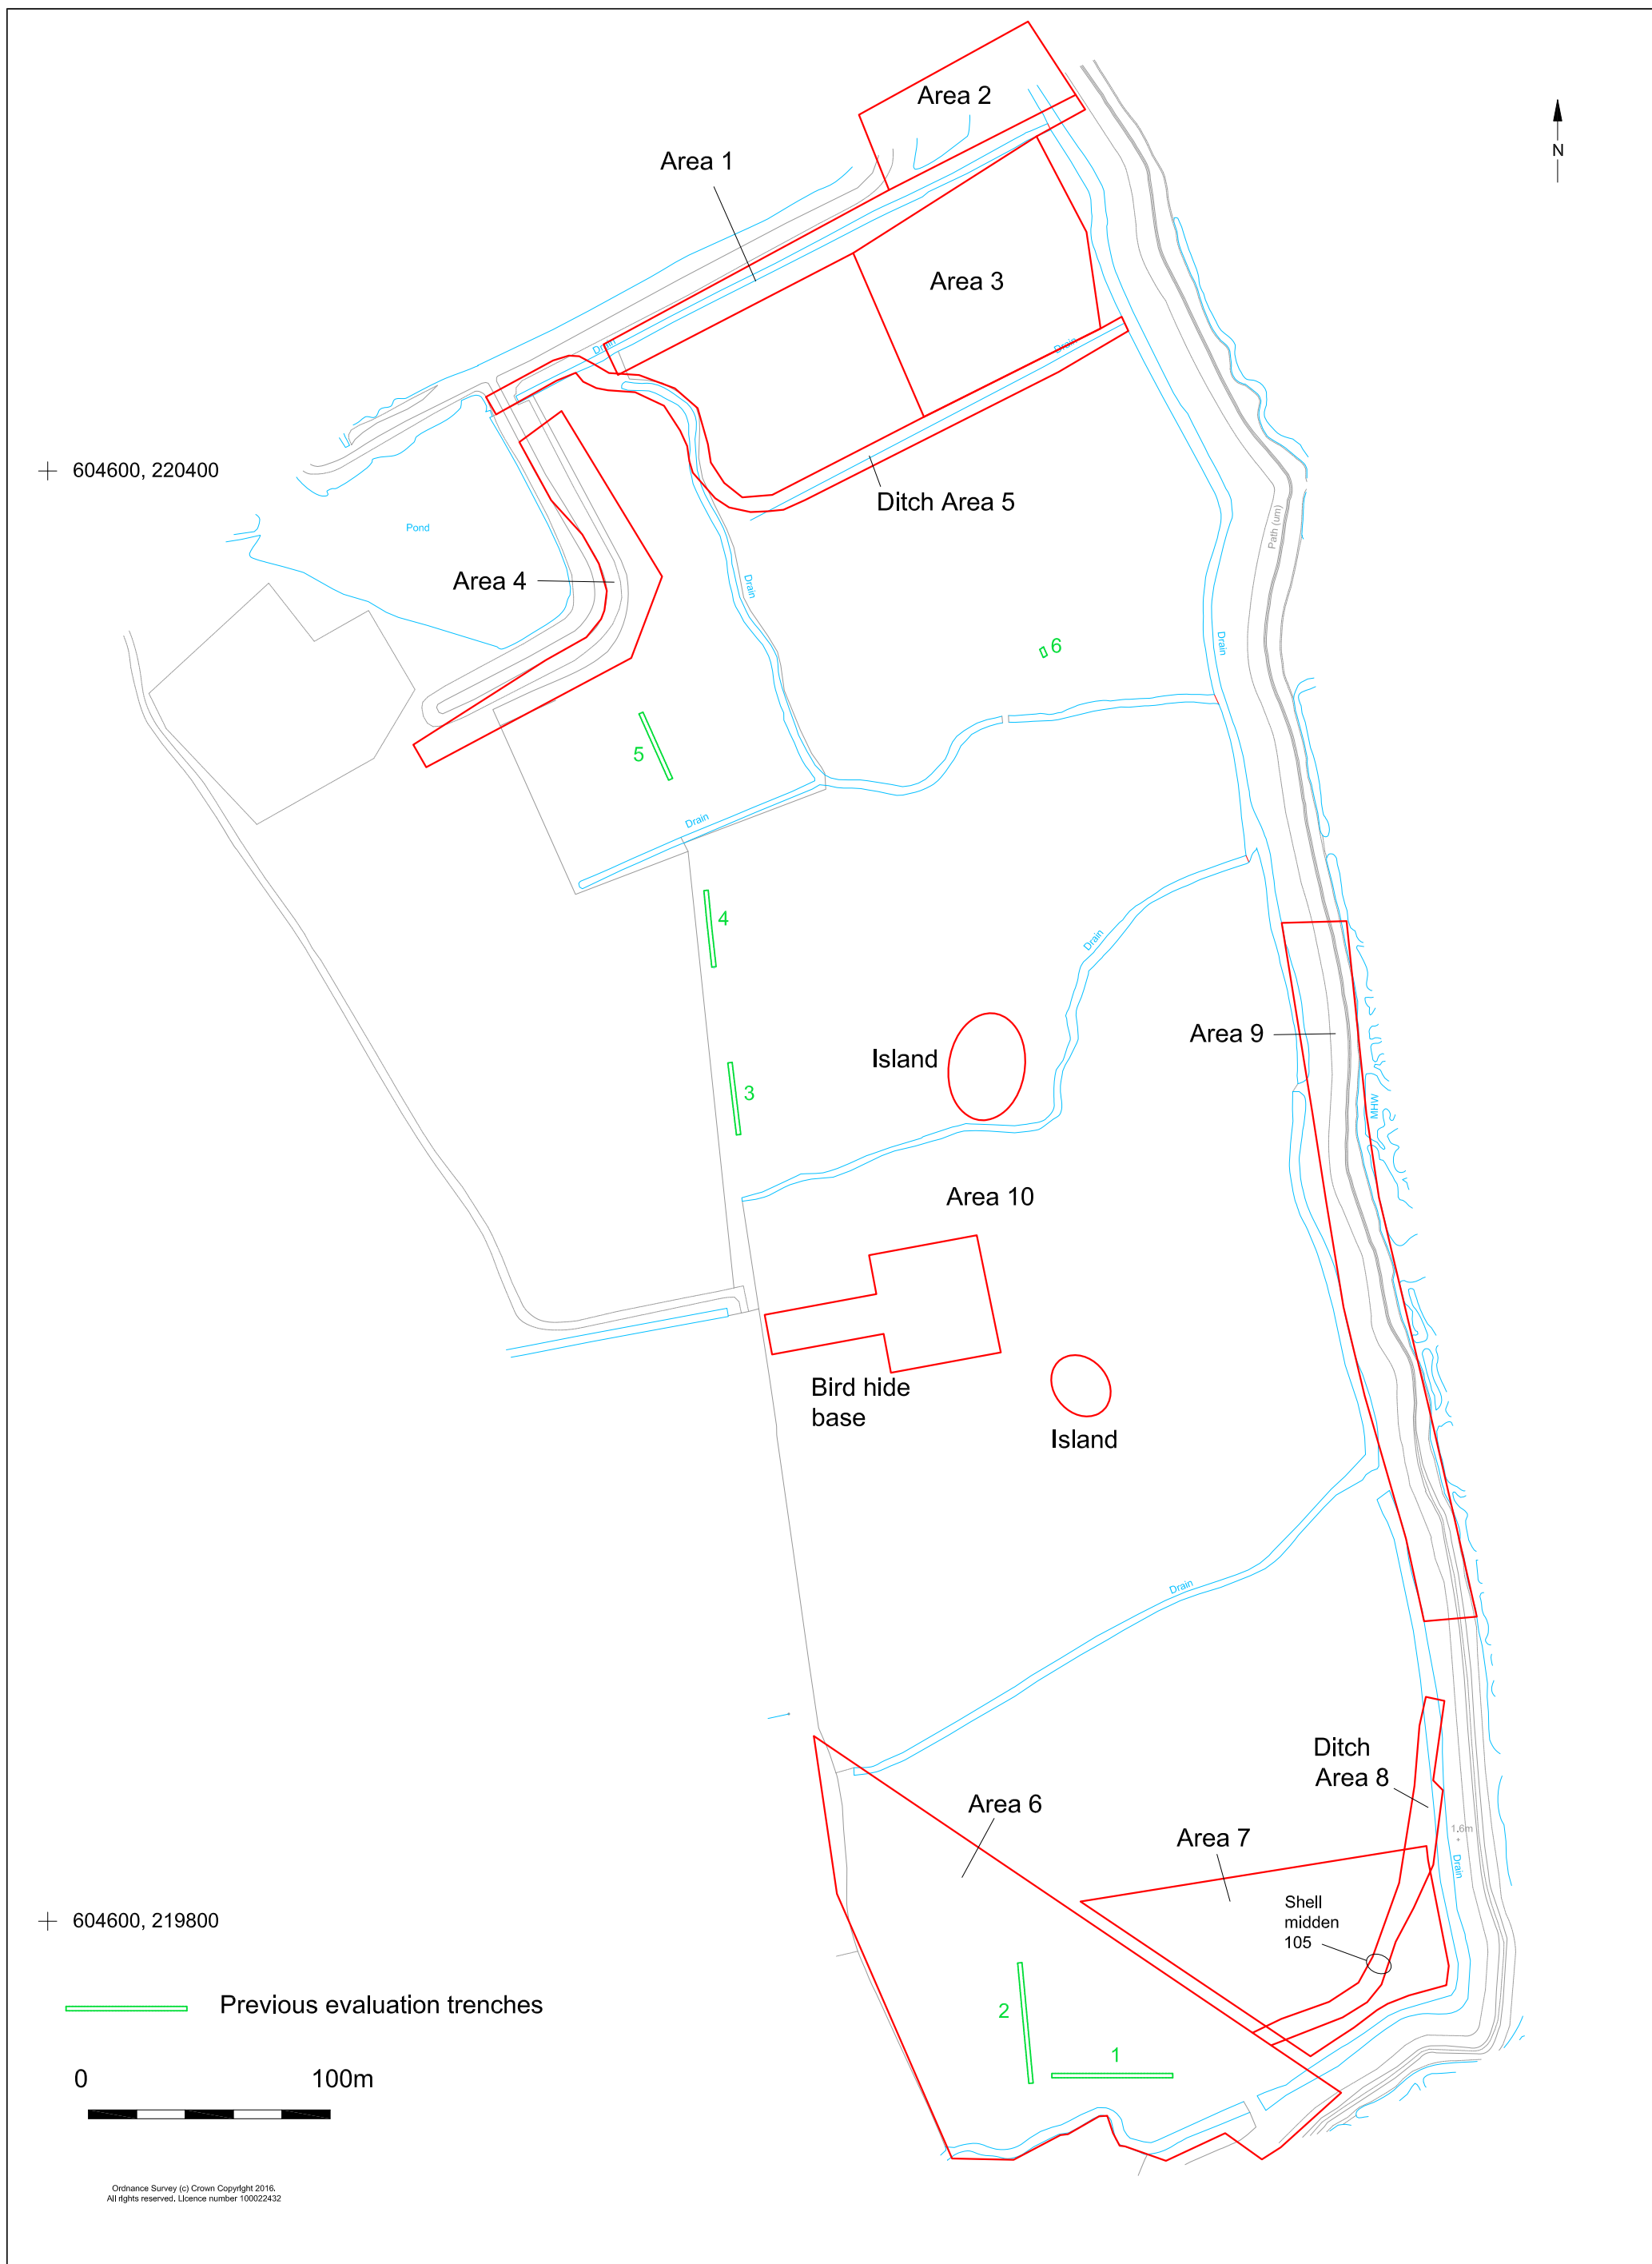 Area 2
N
Area 1
Area 3
Drain
Drain
604600, 220400
Ditch Area 5
Path (um)
Pond
Area 4
Drain
6
Drain
5
Drain
4
Drain
Area 9
Island
3
MHW
Area 10
Bird hide
base
Island
Drain
Ditch
Area 8
Area 6
1.6m
Area 7
Drain
Shell
midden
105
604600, 219800
Previous evaluation trenches
2
1
0 100m
Ordnance Survey (c) Crown Copyright 2016.
All rights reserved. Licence number 100022432